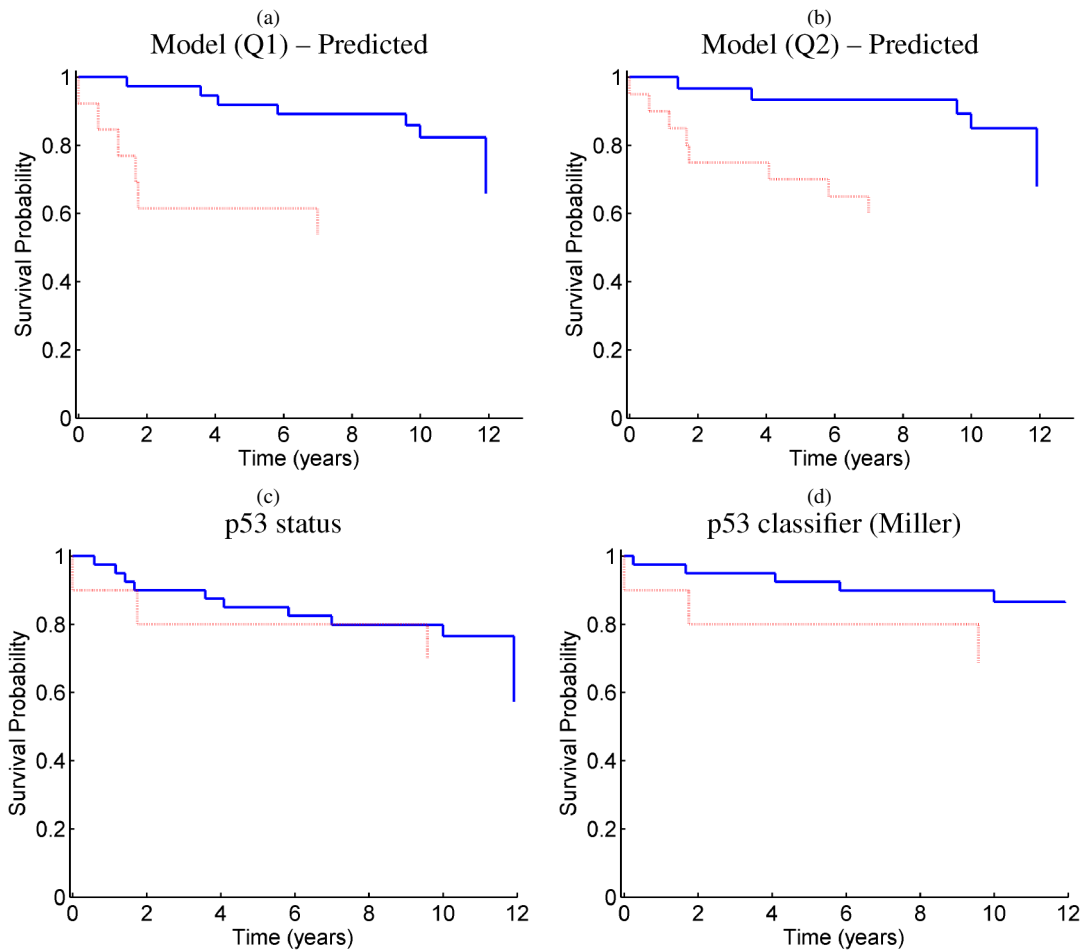 (a)
Model (Q1) – Predicted
1
0.8
0.6
0.4
0.2
0
Survival Probability
0 2 4 6 8 10 12
Time (years)
(b)
Model (Q2) – Predicted
1
0.8
0.6
0.4
0.2
0
Survival Probability
0 2 4 6 8 10 12
Time (years)
(c)
p53 status
1
0.8
0.6
0.4
0.2
0
Survival Probability
0 2 4 6 8 10 12
Time (years)
(d)
p53 classifier (Miller)
1
0.8
0.6
0.4
0.2
0
Survival Probability
0 2 4 6 8 10 12
Time (years)